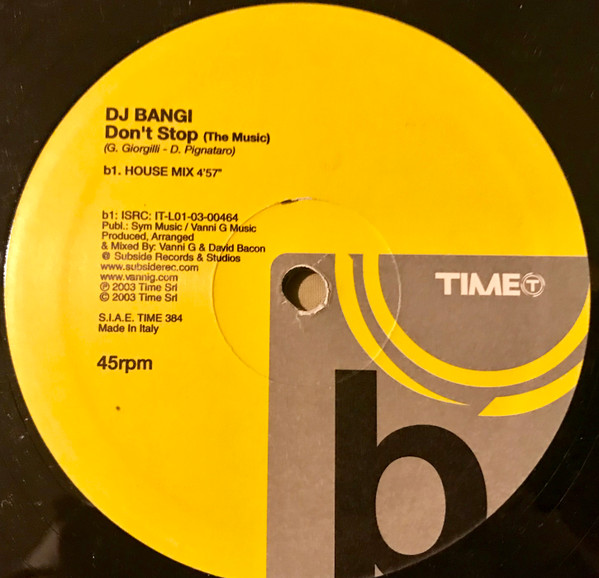 DJ BANGI
Don't Stop (The Music)
(G. Giorgilli - D. Pignataro)
b1. HOUSE MIX 4'57"
b1: ISRC: IT-L01-03-00464
Publ.: Sym Music / Vanni G Music
Produced, Arranged
& Mixed By: Vanni G & David Bacon
@ Subside Records & Studios
www.subsiderec.com
www.vannig.com
℗ 2003 Time Srl
© 2003 Time Srl
S.I.A.E. TIME 384
Made In Italy
45rpm
TIME T
b